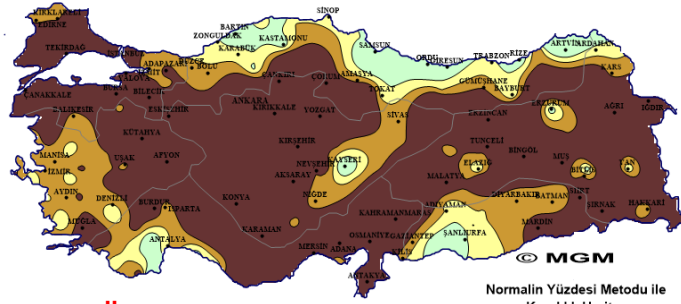 SİNOP
KIRKLARELİ
EDİRNE
BARTIN
ZONGULDAK
KASTAMONU
KARABÜK
SAMSUN
TEKİRDAĞ
ORDU
GİRESUN
TRABZON
RİZE
ARTVİN
ARDAHAN
ADAPAZARI
DÜZCE
BOLU
YALOVA
ÇANKIRI
ÇORUM
AMASYA
TOKAT
GÜMÜŞHANE
BAYBURT
KARS
ÇANAKKALE
BURSA
BİLECİK
BALIKESİR
ESKİŞEHİR
ANKARA
KIRIKKALE
YOZGAT
SİVAS
ERZİNCAN
ERZURUM
AĞRI
IĞDIR
KÜTAHYA
KIRŞEHİR
TUNCELİ
BİNGÖL
MUŞ
MANİSA
İZMİR
UŞAK
AFYON
NEVŞEHİR
KAYSERİ
AKSARAY
ELAZIĞ
BİTLİS
VAN
MALATYA
AYDIN
DENİZLİ
BURDUR
ISPARTA
KONYA
NİĞDE
KAHRAMANMARAŞ
ADIYAMAN
DİYARBAKIR
BATMAN
SİİRT
ŞIRNAK
HAKKARİ
MUĞLA
ANTALYA
KARAMAN
MERSİN
ADANA
OSMANİYE
GAZİANTEP
KİLİS
ŞANLIURFA
MARDİN
ANTAKYA
© MGM
Normalin Yüzdesi Metodu ile